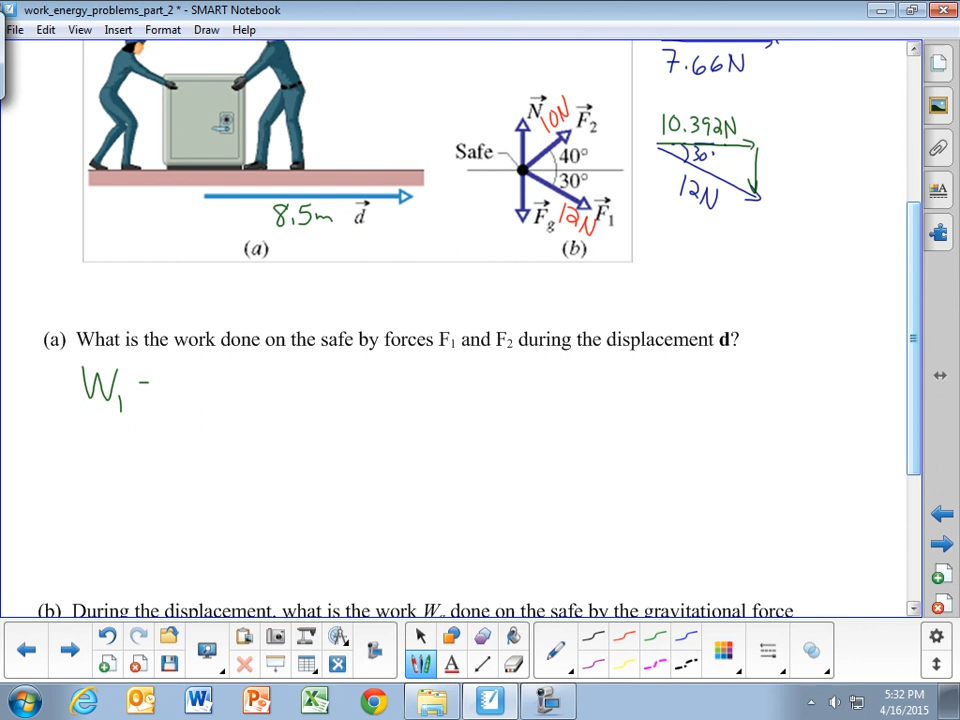 work_energy_problems_part_2 * - SMART Notebook
File Edit View Insert Format Draw Help
7.66N
N 10N F2
10.392N
Safe
40°
30°
30°
12N
8.5m d
Fg 12N F1
(a)
(b)
(a) What is the work done on the safe by forces F1 and F2 during the displacement d?
W1 =
(b) During the displacement, what is the work Wg done on the safe by the gravitational force
5:32 PM
4/16/2015